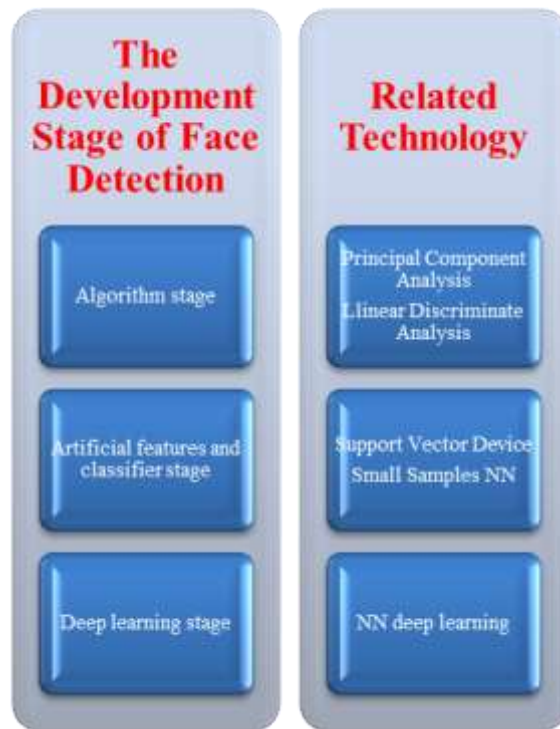 The
Development
Stage of Face
Detection
Algorithm stage
Artificial features and
classifier stage
Deep learning stage
Related
Technology
Principal Component
Analysis
Llinear Discriminate
Analysis
Support Vector Device
Small Samples NN
NN deep learning